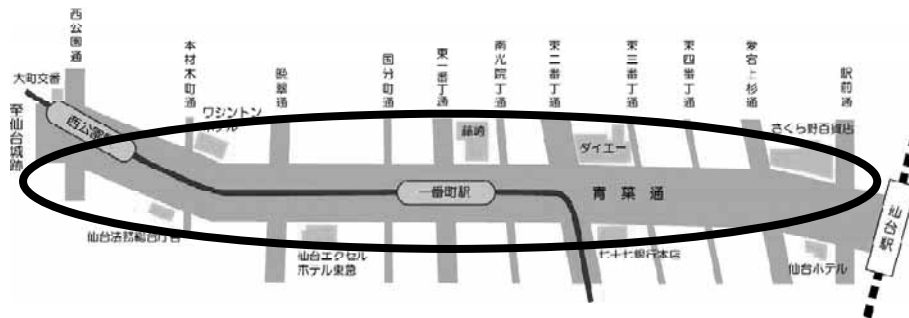 西公園通
本材木町通
晩翠通
国分町通
東一番丁通
南光院丁通
東二番丁通
東三番丁通
東四番丁通
愛宕上杉通
駅前通
大町交番
至仙台城跡
西公園
ワシントン
ホテル
藤崎
ダイエー
さくら野百貨店
一番町駅
青葉通
仙台駅
仙台法務総合庁舎
仙台エクセル
ホテル東急
七十七銀行本店
仙台ホテル